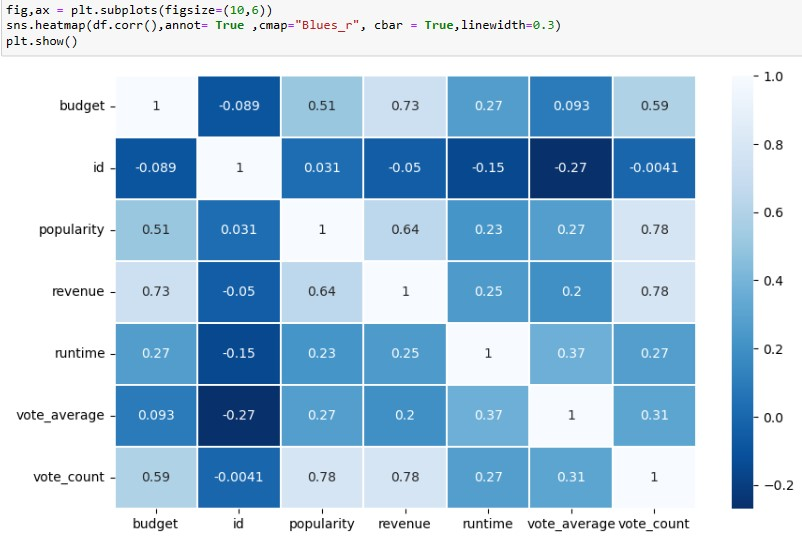 fig,ax = plt.subplots(figsize=(10,6))
sns.heatmap(df.corr(),annot= True ,cmap="Blues_r", cbar = True,linewidth=0.3)
plt.show()
budget 1 -0.089 0.51 0.73 0.27 0.093 0.59
id -0.089 1 0.031 -0.05 -0.15 -0.27 -0.0041
popularity 0.51 0.031 1 0.64 0.23 0.27 0.78
revenue 0.73 -0.05 0.64 1 0.25 0.2 0.78
runtime 0.27 -0.15 0.23 0.25 1 0.37 0.27
vote_average 0.093 -0.27 0.27 0.2 0.37 1 0.31
vote_count 0.59 -0.0041 0.78 0.78 0.27 0.31 1
budget id popularity revenue runtime vote_average vote_count
1.0
0.8
0.6
0.4
0.2
0.0
−0.2